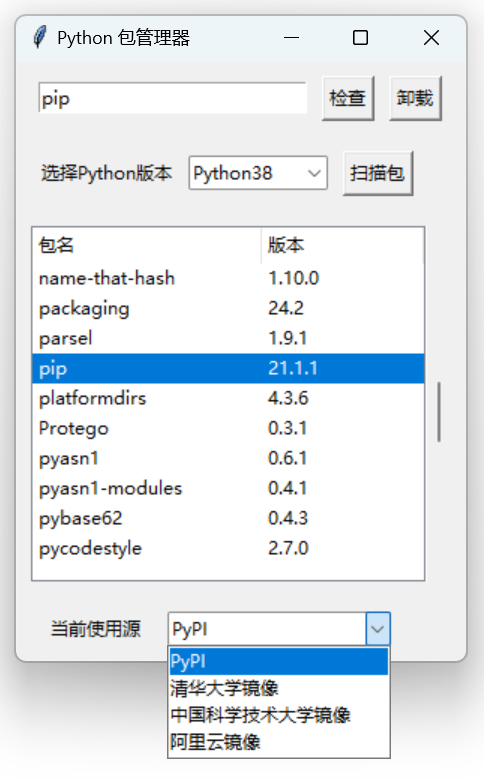 Python 包管理器
pip 检查 卸载
选择Python版本 Python38 扫描包
包名 版本
name-that-hash 1.10.0
packaging 24.2
parsel 1.9.1
pip 21.1.1
platformdirs 4.3.6
Protego 0.3.1
pyasn1 0.6.1
pyasn1-modules 0.4.1
pybase62 0.4.3
pycodestyle 2.7.0
当前使用源 PyPI
PyPI
清华大学镜像
中国科学技术大学镜像
阿里云镜像